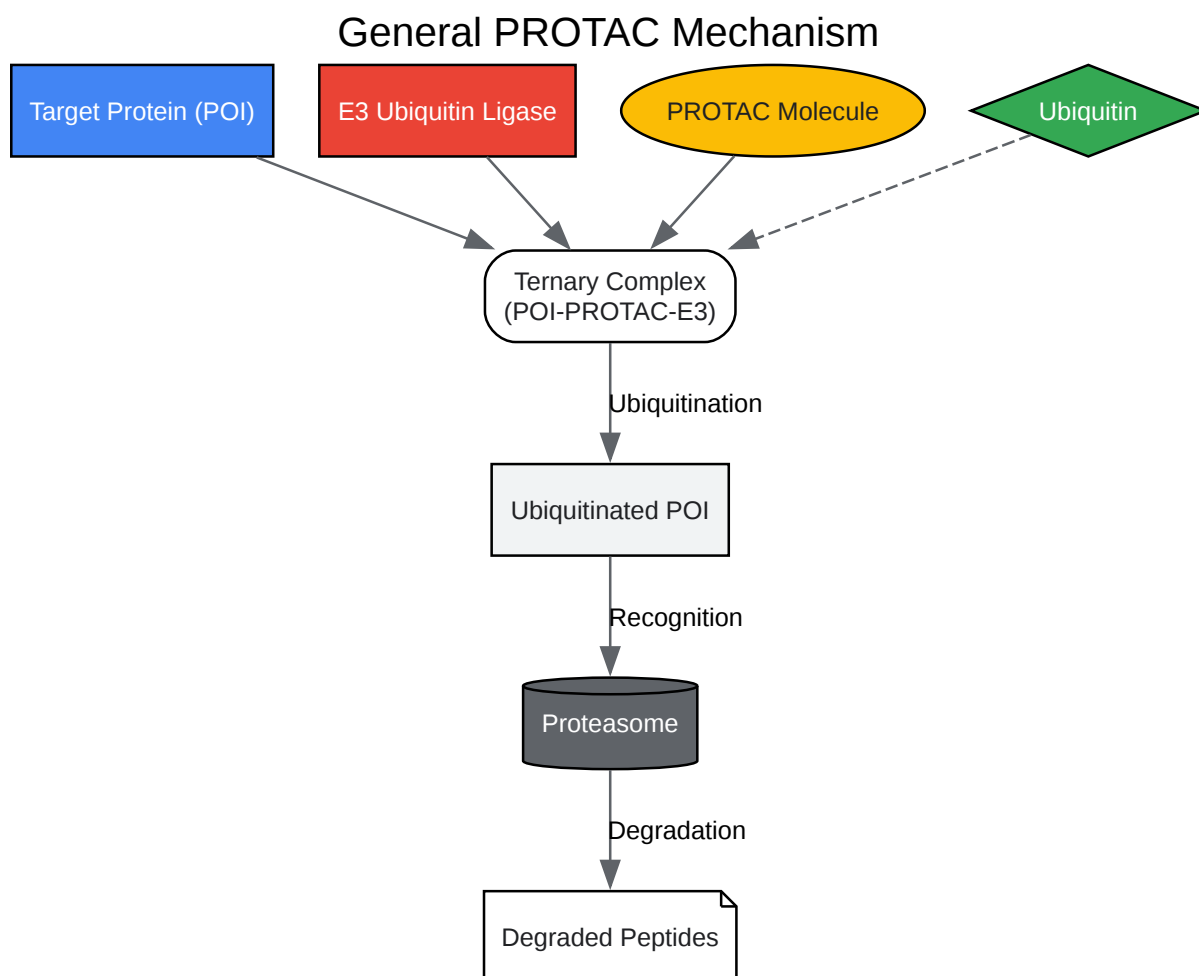 General PROTAC Mechanism
Target Protein (POI)
E3 Ubiquitin Ligase
PROTAC Molecule
Ubiquitin
Ternary Complex
(POI-PROTAC-E3)
Ubiquitination
Ubiquitinated POI
Recognition
Proteasome
Degradation
Degraded Peptides